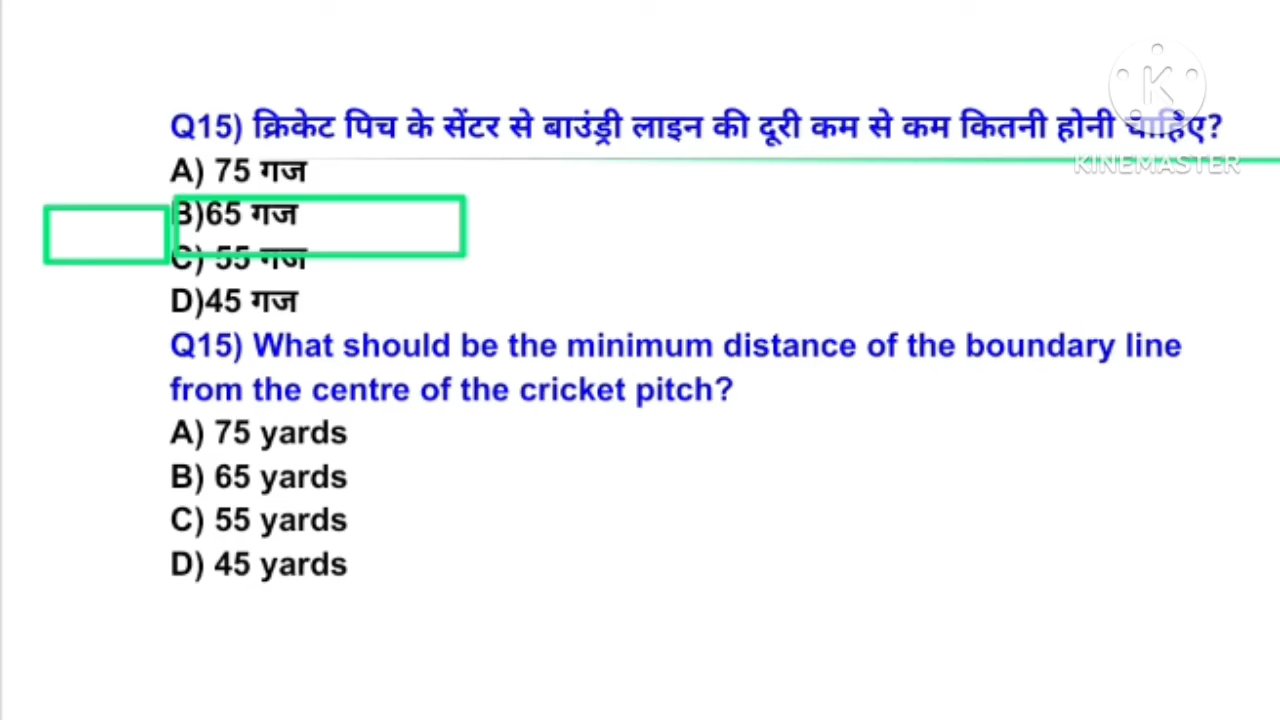 Q15) क्रिकेट पिच के सेंटर से बाउंड्री लाइन की दूरी कम से कम कितनी होनी चाहिए?
KINEMASTER
A) 75 गज
B)65 गज
C) 55 गज
D)45 गज
Q15) What should be the minimum distance of the boundary line
from the centre of the cricket pitch?
A) 75 yards
B) 65 yards
C) 55 yards
D) 45 yards